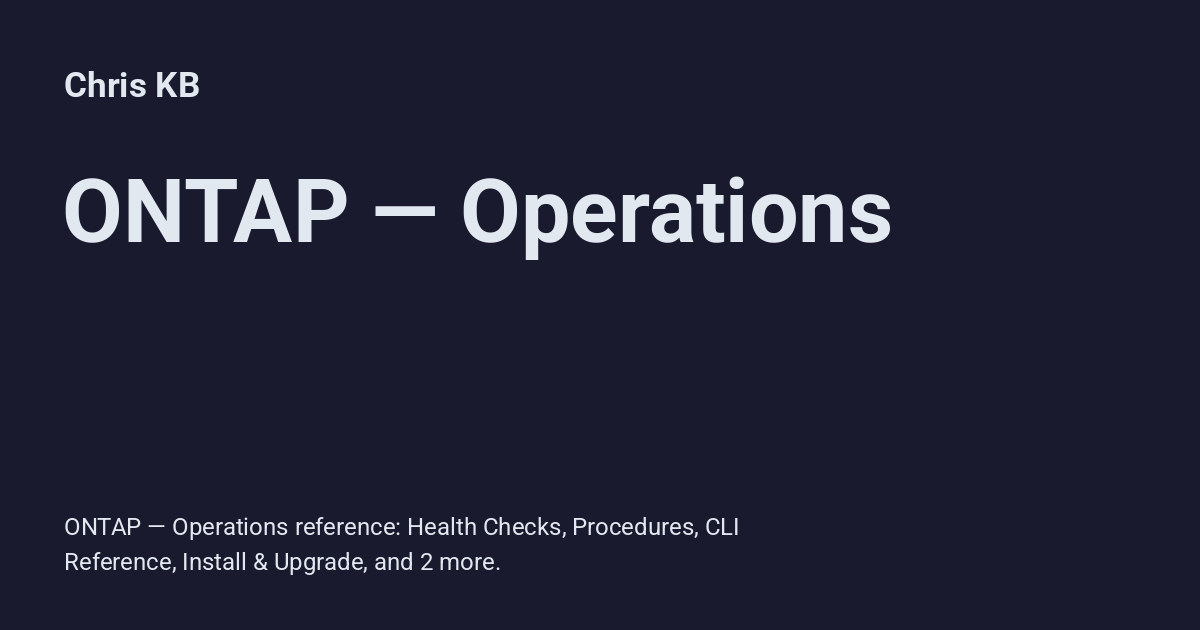 Chris KB
ONTAP — Operations
ONTAP — Operations reference: Health Checks, Procedures, CLI
Reference, Install & Upgrade, and 2 more.